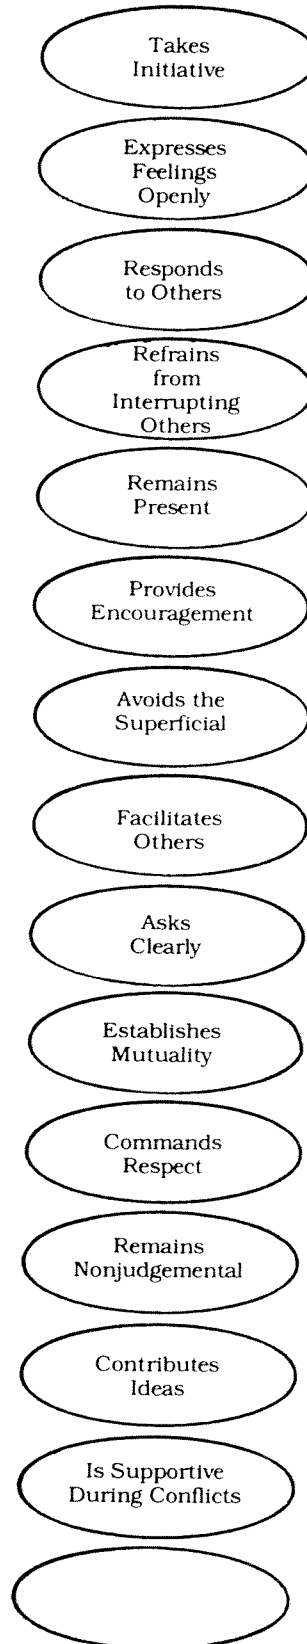 Takes
Initiative
Expresses
Feelings
Openly
Responds
to Others
Refrains
from
Interrupting
Others
Remains
Present
Provides
Encouragement
Avoids the
Superficial
Facilitates
Others
Asks
Clearly
Establishes
Mutuality
Commands
Respect
Remains
Nonjudgemental
Contributes
Ideas
Is Supportive
During Conflicts